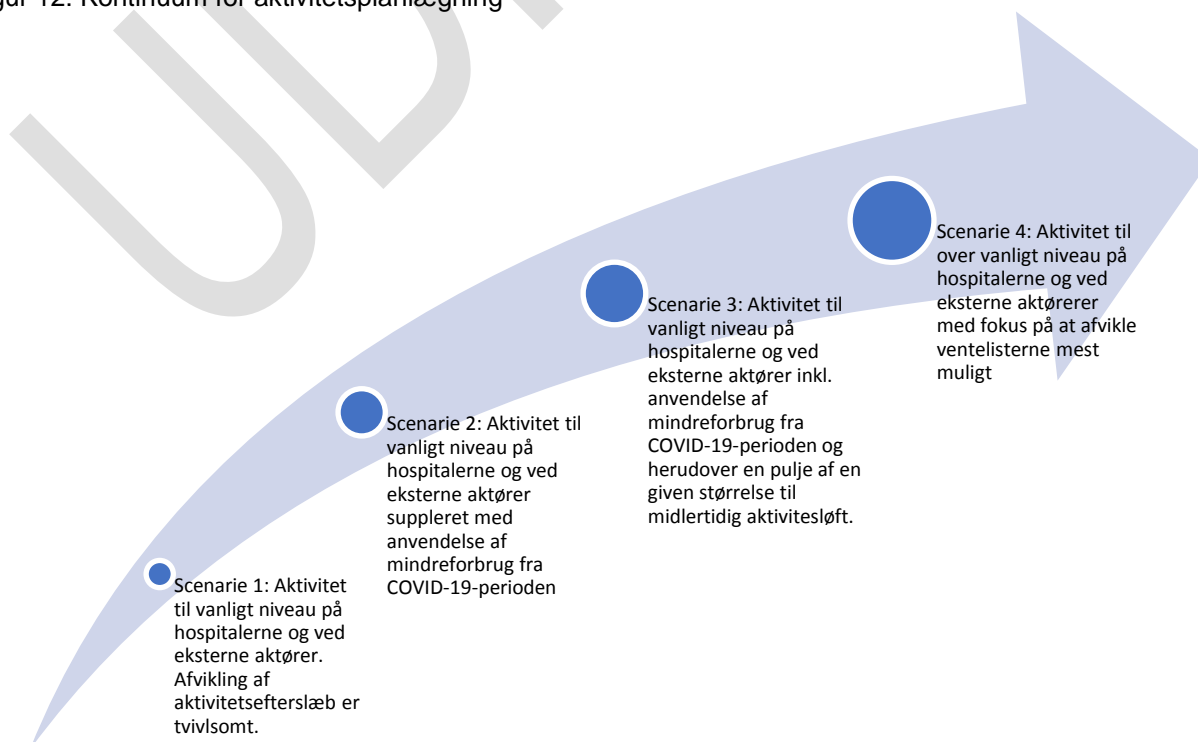 gur 12. Kontinuum for aktivitetsplanlægning
Scenarie 4: Aktivitet til
over vanligt niveau på
hospitalerne og ved
eksterne aktørerer
med fokus på at afvikle
ventelisterne mest
muligt
Scenarie 3: Aktivitet til
vanligt niveau på
hospitalerne og ved
eksterne aktører inkl.
anvendelse af
mindreforbrug fra
COVID-19-perioden og
herudover en pulje af en
given størrelse til
midlertidig aktivitesløft.
Scenarie 2: Aktivitet til
vanligt niveau på
hospitalerne og ved
eksterne aktører
suppleret med
anvendelse af
mindreforbrug fra
COVID-19-perioden
Scenarie 1: Aktivitet
til vanligt niveau på
hospitalerne og ved
eksterne aktører.
Afvikling af
aktivitetsefterslæb er
tvivlsomt.